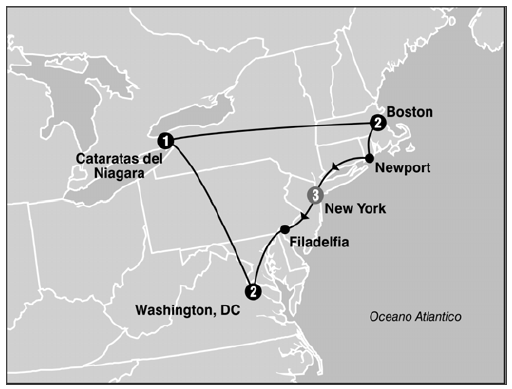 2
Boston
1
Cataratas del
Niagara
Newport
3
New York
Filadelfia
2
Washington, DC
Oceano Atlantico